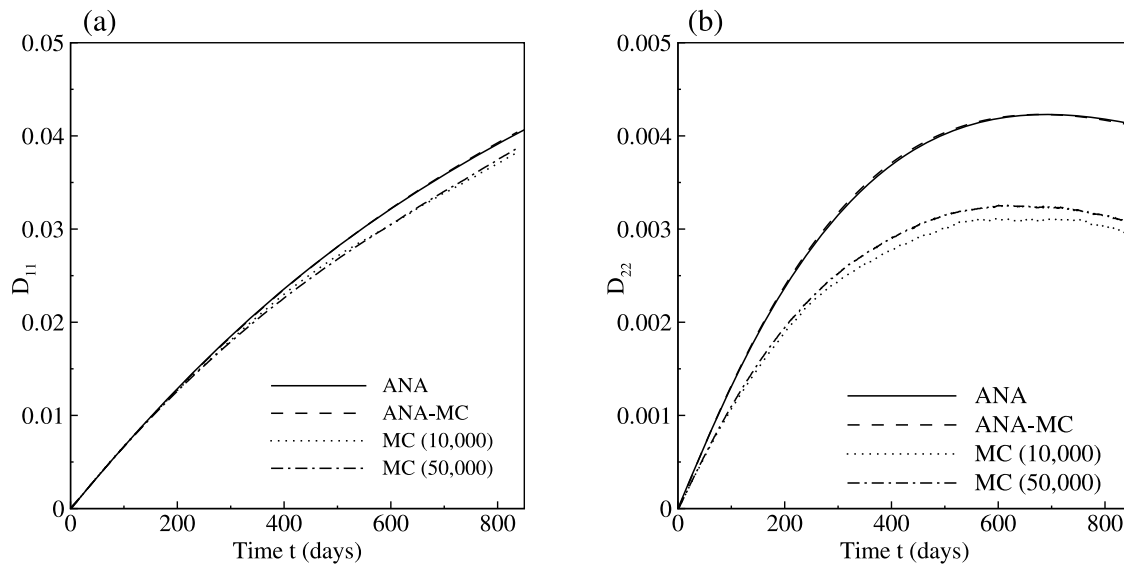 (a)
0.05
0.04
0.03
0.02
0.01
0
D11
0 200 400 600 800
Time t (days)
ANA
ANA-MC
MC (10,000)
MC (50,000)
(b)
0.005
0.004
0.003
0.002
0.001
0
D22
0 200 400 600 800
Time t (days)
ANA
ANA-MC
MC (10,000)
MC (50,000)